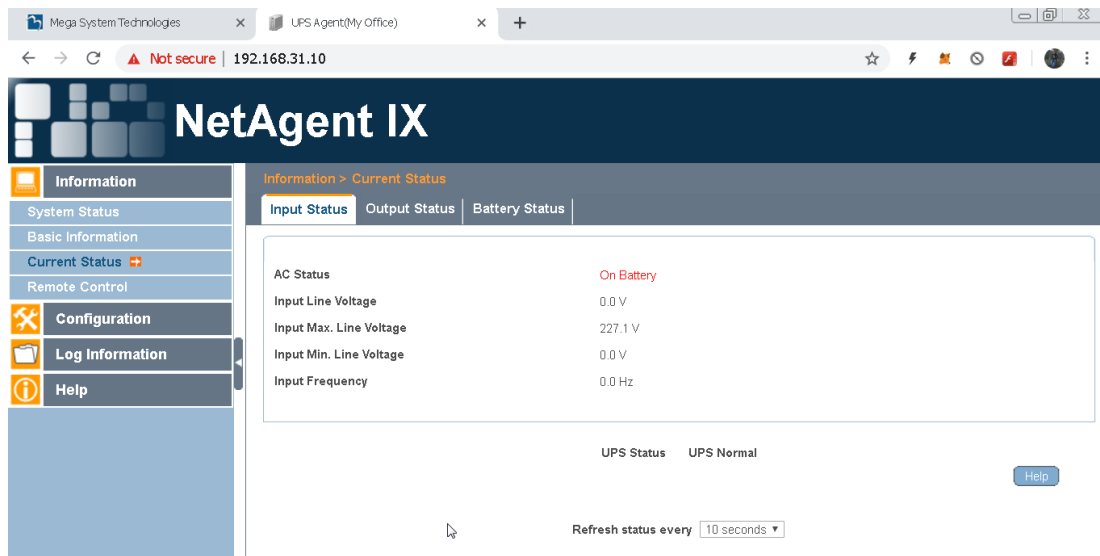 Mega System Technologies
UPS Agent(My Office)
Not secure | 192.168.31.10
NetAgent IX
Information
System Status
Basic Information
Current Status
Remote Control
Configuration
Log Information
Help
Information > Current Status
Input Status Output Status Battery Status
AC Status On Battery
Input Line Voltage 0.0 V
Input Max. Line Voltage 227.1 V
Input Min. Line Voltage 0.0 V
Input Frequency 0.0 Hz
UPS Status UPS Normal
Help
Refresh status every 10 seconds